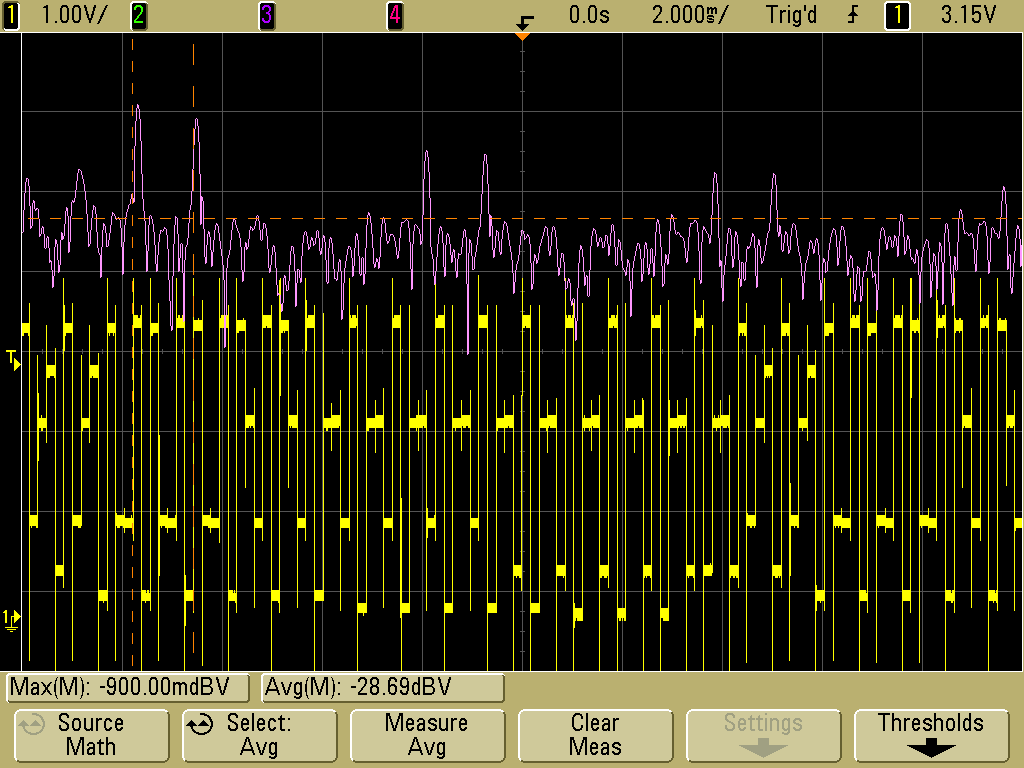 1 1.00V/ 2 3 4 0.0s 2.000ms/ Trig'd 1 3.15V
T
1
Max(M): -900.00mdBV Avg(M): -28.69dBV
Source Select: Measure Clear Settings Thresholds
Math Avg Avg Meas